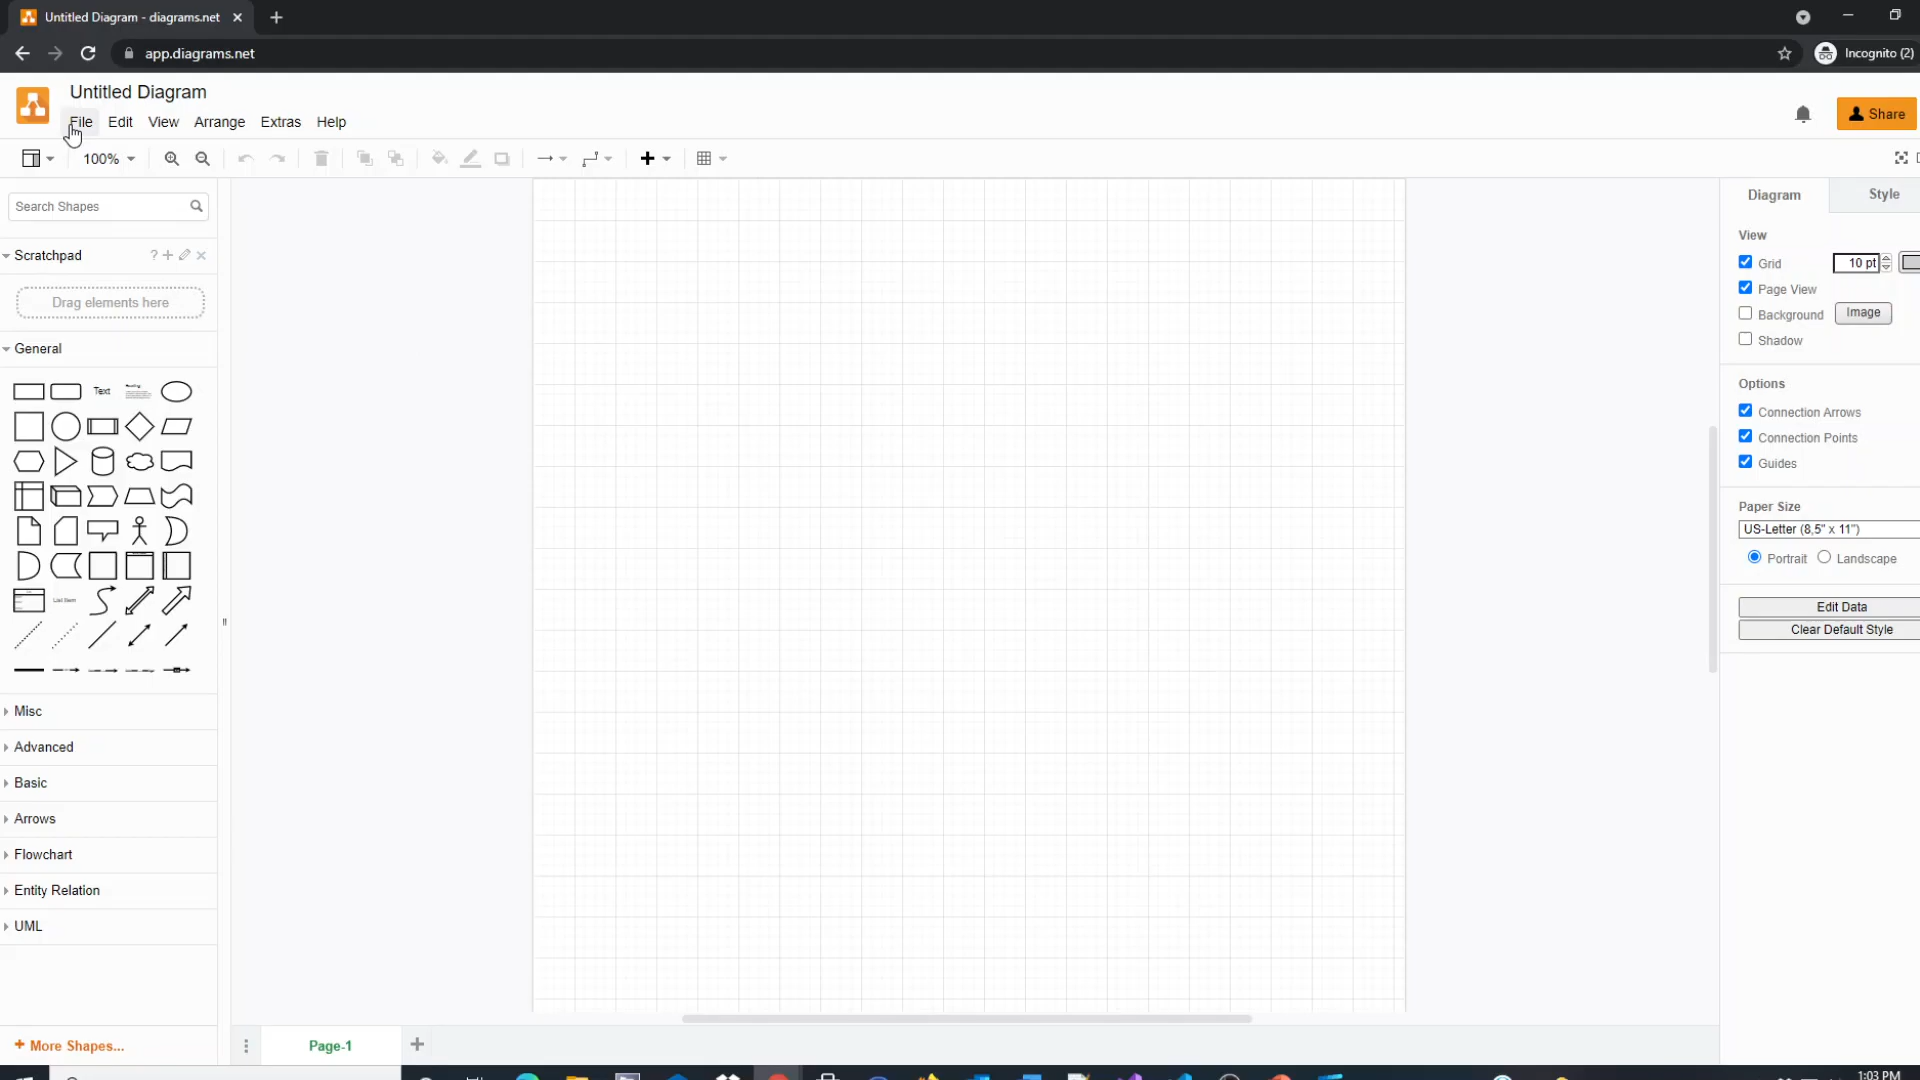 Untitled Diagram - diagrams.net
app.diagrams.net
Incognito (2)
Untitled Diagram
File Edit View Arrange Extras Help
Share
100%
Search Shapes
Scratchpad
?
Drag elements here
General
Text
List Item
Misc
Advanced
Basic
Arrows
Flowchart
Entity Relation
UML
+ More Shapes...
Page-1
Diagram Style
View
Grid 10 pt
Page View
Background Image
Shadow
Options
Connection Arrows
Connection Points
Guides
Paper Size
US-Letter (8,5" x 11")
Portrait Landscape
Edit Data
Clear Default Style
1:03 PM